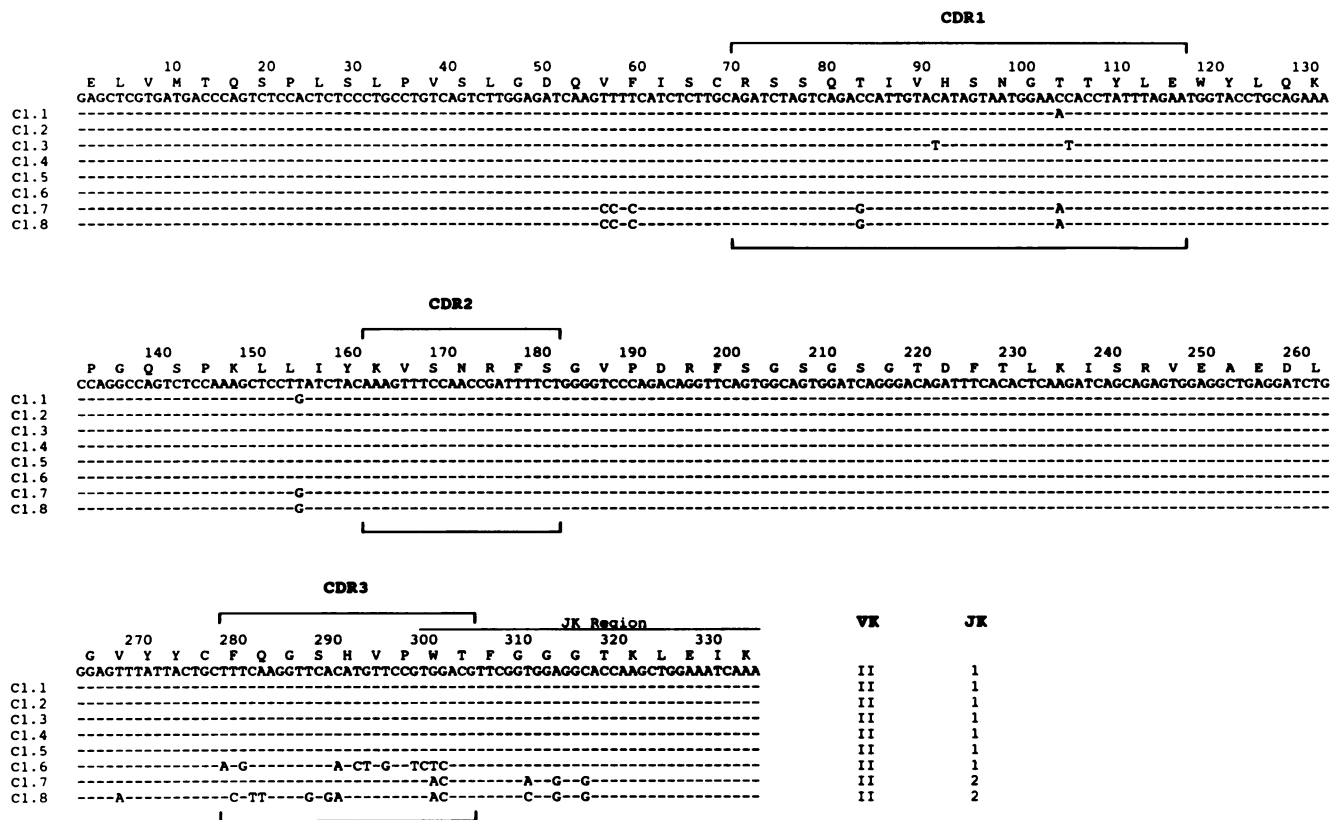 CDR1
10 20 30 40 50 60 70 80 90 100 110 120 130
E L V M T Q S P L S L P V S L G D Q V F I S C R S S Q T I V H S N G T T Y L E W Y L Q K
GAGCTCGTGATGACCCAGTCTCCACTCTCCCTGCCTGTCAGTCTTGGAGATCAAGTTTTCATCTCTTGCAGATCTAGTCAGACCATTGTACATAGTAATGGAACCACCTATTTAGAATGGTACCTGCAGAAA
C1.1 -------------------------------------------------------------------------------------------------------A----------------------------
C1.2 ------------------------------------------------------------------------------------------------------------------------------------
C1.3 ------------------------------------------------------------------------------------------T-------------T---------------------------
C1.4 ------------------------------------------------------------------------------------------------------------------------------------
C1.5 ------------------------------------------------------------------------------------------------------------------------------------
C1.6 ------------------------------------------------------------------------------------------------------------------------------------
C1.7 -------------------------------------------------------CC-C-----------------------G--------------------A----------------------------
C1.8 -------------------------------------------------------CC-C-----------------------G--------------------A----------------------------
CDR2
140 150 160 170 180 190 200 210 220 230 240 250 260
P G Q S P K L L I Y K V S N R F S G V P D R F S G S G S G T D F T L K I S R V E A E D L
CCAGGCCAGTCTCCAAAGCTCCTTATCTACAAAGTTTCCAACCGATTTTCTGGGGTCCCAGACAGGTTCAGTGGCAGTGGATCAGGGACAGATTTCACACTCAAGATCAGCAGAGTGGAGGCTGAGGATCTG
C1.1 -----------------------G------------------------------------------------------------------------------------------------------------
C1.2 ------------------------------------------------------------------------------------------------------------------------------------
C1.3 ------------------------------------------------------------------------------------------------------------------------------------
C1.4 ------------------------------------------------------------------------------------------------------------------------------------
C1.5 ------------------------------------------------------------------------------------------------------------------------------------
C1.6 ------------------------------------------------------------------------------------------------------------------------------------
C1.7 -----------------------G------------------------------------------------------------------------------------------------------------
C1.8 -----------------------G------------------------------------------------------------------------------------------------------------
CDR3
JK Region VK JK
270 280 290 300 310 320 330
G V Y Y C F Q G S H V P W T F G G G T K L E I K
GGAGTTTATTACTGCTTTCAAGGTTCACATGTTCCGTGGACGTTCGGTGGAGGCACCAAGCTGGAAATCAAA II 1
C1.1 ------------------------------------------------------------------------ II 1
C1.2 ------------------------------------------------------------------------ II 1
C1.3 ------------------------------------------------------------------------ II 1
C1.4 ------------------------------------------------------------------------ II 1
C1.5 ------------------------------------------------------------------------ II 1
C1.6 ---------------A-G---------A-CT-G--TCTC--------------------------------- II 1
C1.7 -------------------------------------AC--------A--G--G------------------ II 2
C1.8 ----A-----------C-TT----G-GA---------AC--------C--G--G------------------ II 2